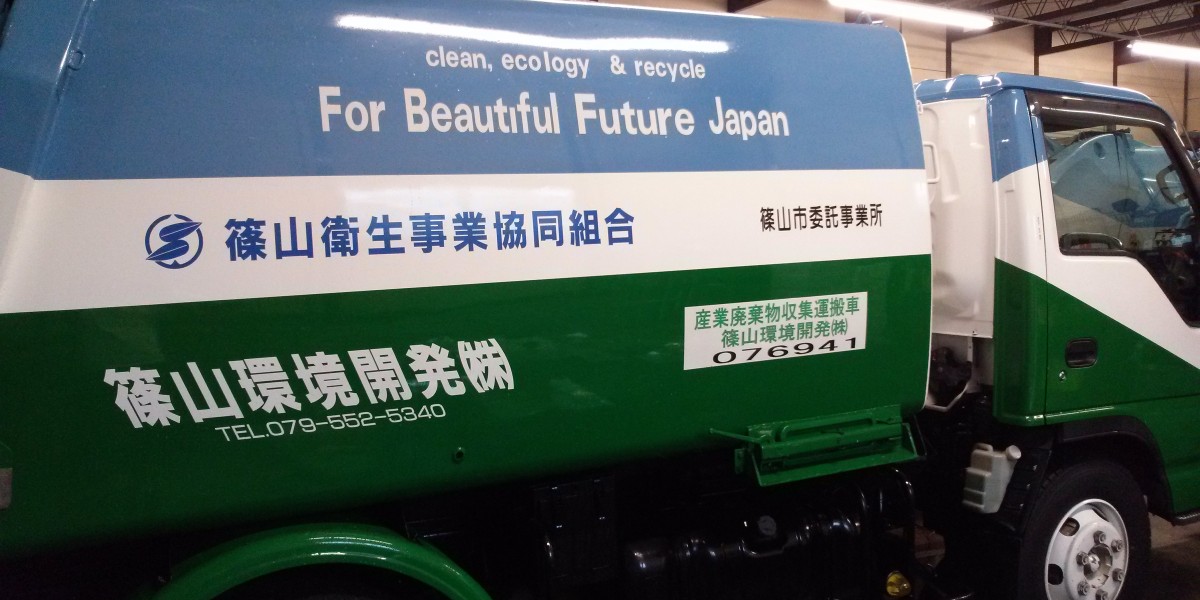 clean, ecology & recycle
For Beautiful Future Japan
篠山衛生事業協同組合
篠山市委託事業所
産業廃棄物収集運搬車
篠山環境開発㈱
076941
篠山環境開発㈱
TEL.079-552-5340